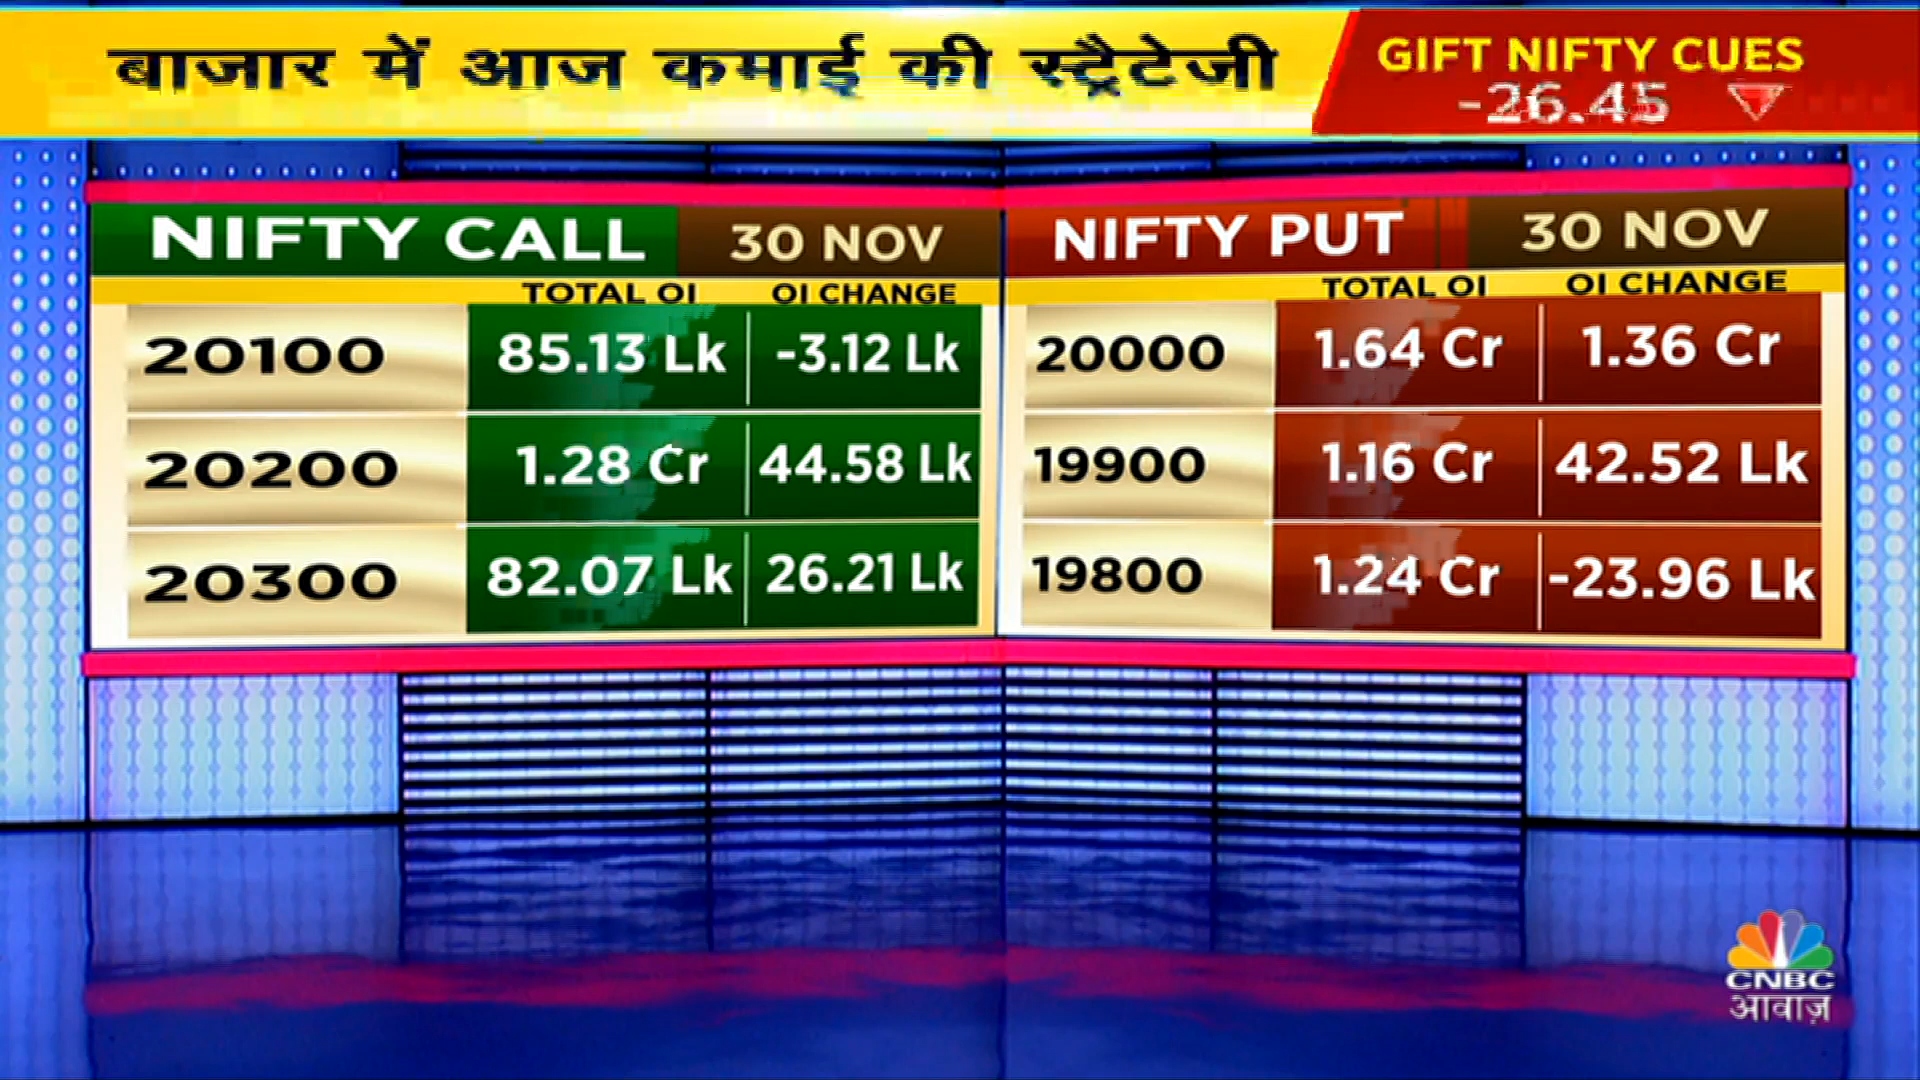 बाजार में आज कमाई की स्ट्रैटेजी
GIFT NIFTY CUES
-26.45
NIFTY CALL 30 NOV
TOTAL OI OI CHANGE
20100 85.13 Lk -3.12 Lk
20200 1.28 Cr 44.58 Lk
20300 82.07 Lk 26.21 Lk
NIFTY PUT 30 NOV
TOTAL OI OI CHANGE
20000 1.64 Cr 1.36 Cr
19900 1.16 Cr 42.52 Lk
19800 1.24 Cr -23.96 Lk
CNBC
आवाज़